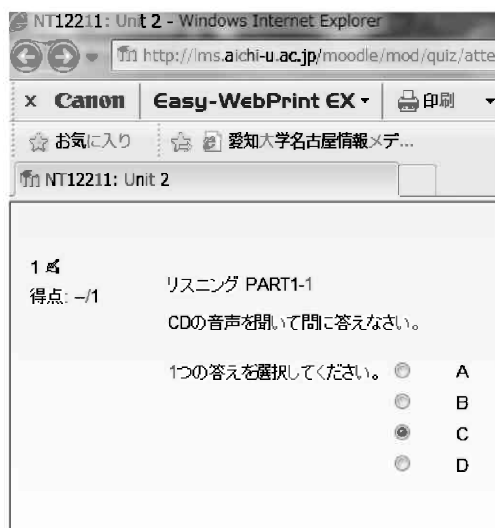 NT12211: Unit 2 - Windows Internet Explorer
http://lms.aichi-u.ac.jp/moodle/mod/quiz/atte
x Canon Easy-WebPrint EX 印刷
お気に入り 愛知大学名古屋情報メデ...
NT12211: Unit 2
1
得点: --/1
リスニング PART1-1
CDの音声を聞いて問に答えなさい。
1つの答えを選択してください。 A
B
C
D